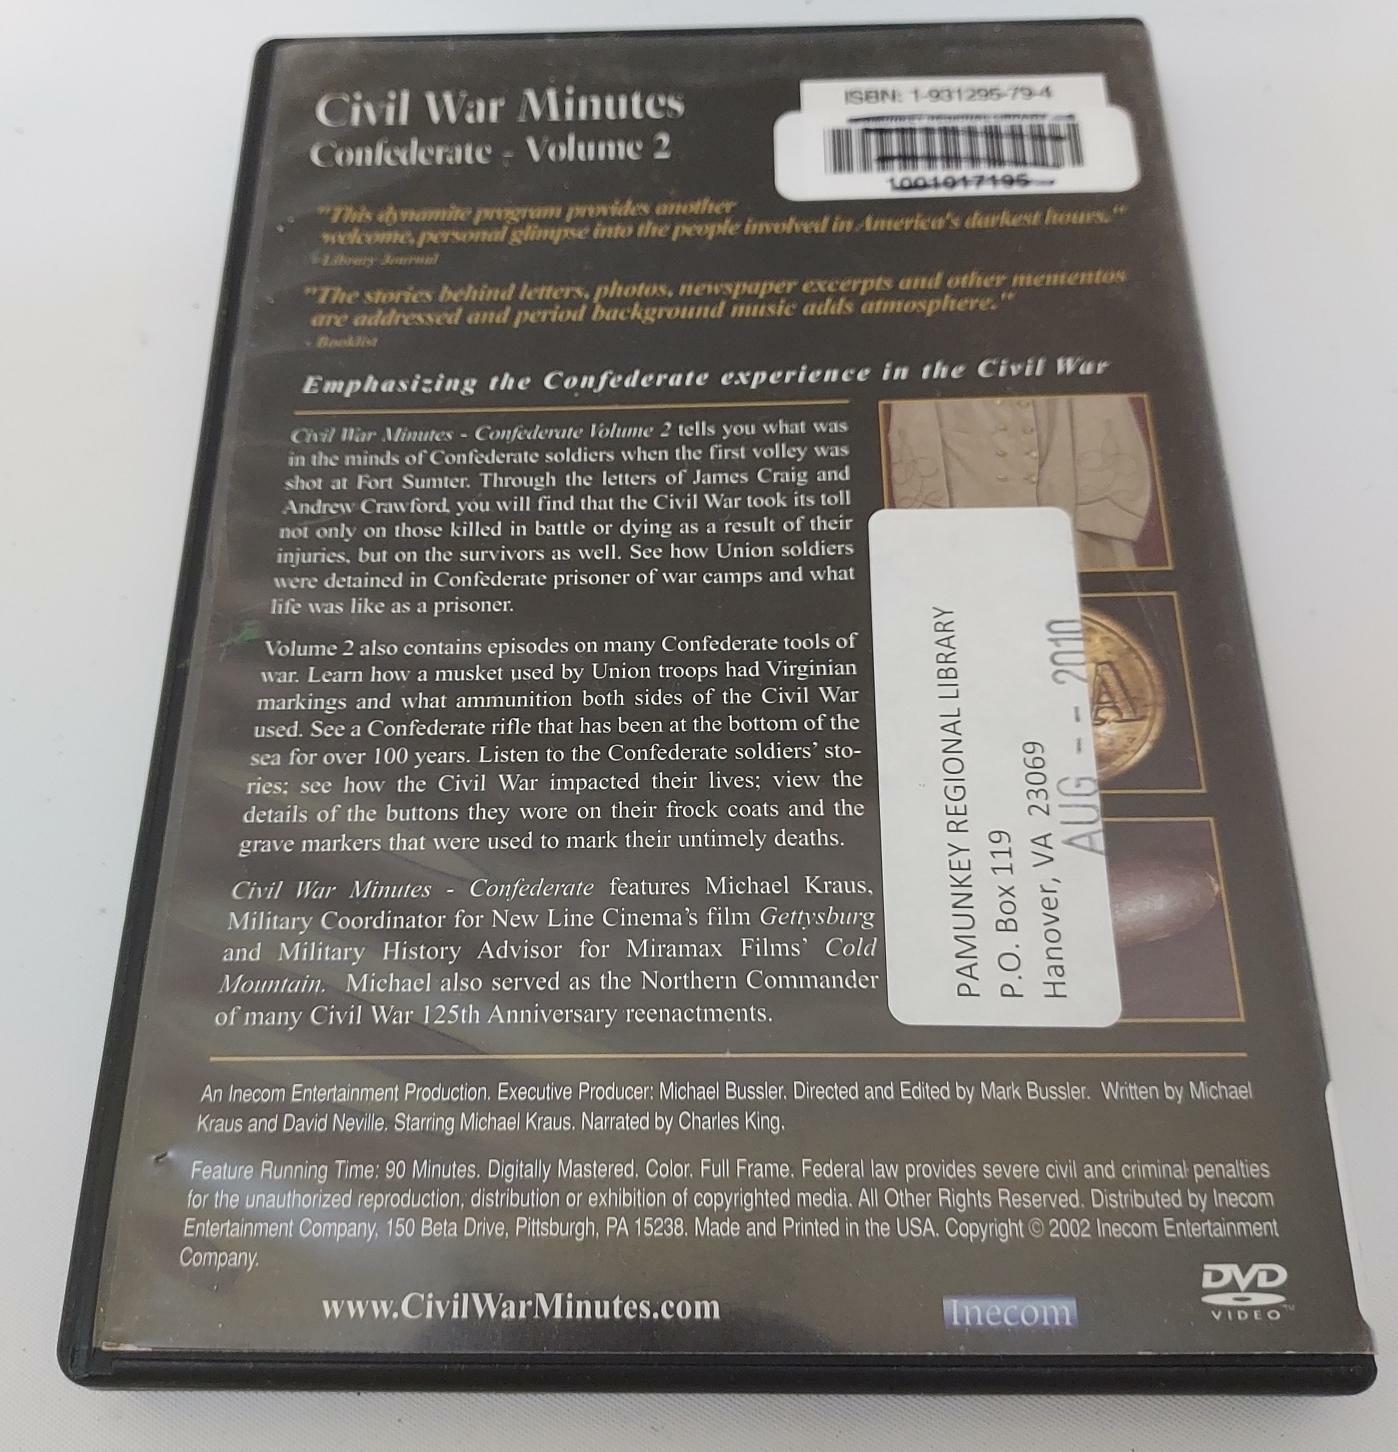 Civil War Minutes
Confederate - Volume 2
ISBN: 1-931295-79-4
1001017195
"This dynamite program provides another
welcome, personal glimpse into the people involved in America's darkest hours."
- Library Journal
"The stories behind letters, photos, newspaper excerpts and other mementos
are addressed and period background music adds atmosphere."
- Booklist
Emphasizing the Confederate experience in the Civil War
Civil War Minutes - Confederate Volume 2 tells you what was
in the minds of Confederate soldiers when the first volley was
shot at Fort Sumter. Through the letters of James Craig and
Andrew Crawford, you will find that the Civil War took its toll
not only on those killed in battle or dying as a result of their
injuries, but on the survivors as well. See how Union soldiers
were detained in Confederate prisoner of war camps and what
life was like as a prisoner.
Volume 2 also contains episodes on many Confederate tools of
war. Learn how a musket used by Union troops had Virginian
markings and what ammunition both sides of the Civil War
used. See a Confederate rifle that has been at the bottom of the
sea for over 100 years. Listen to the Confederate soldiers' sto-
ries; see how the Civil War impacted their lives; view the
details of the buttons they wore on their frock coats and the
grave markers that were used to mark their untimely deaths.
Civil War Minutes - Confederate features Michael Kraus,
Military Coordinator for New Line Cinema's film Gettysburg
and Military History Advisor for Miramax Films' Cold
Mountain. Michael also served as the Northern Commander
of many Civil War 125th Anniversary reenactments.
PAMUNKEY REGIONAL LIBRARY
P.O. Box 119
Hanover, VA 23069
AUG -- 2010
An Inecom Entertainment Production. Executive Producer: Michael Bussler. Directed and Edited by Mark Bussler. Written by Michael
Kraus and David Neville. Starring Michael Kraus. Narrated by Charles King.
Feature Running Time: 90 Minutes. Digitally Mastered. Color. Full Frame. Federal law provides severe civil and criminal penalties
for the unauthorized reproduction, distribution or exhibition of copyrighted media. All Other Rights Reserved. Distributed by Inecom
Entertainment Company, 150 Beta Drive, Pittsburgh, PA 15238. Made and Printed in the USA. Copyright © 2002 Inecom Entertainment
Company.
www.CivilWarMinutes.com
Inecom
DVD
VIDEO™